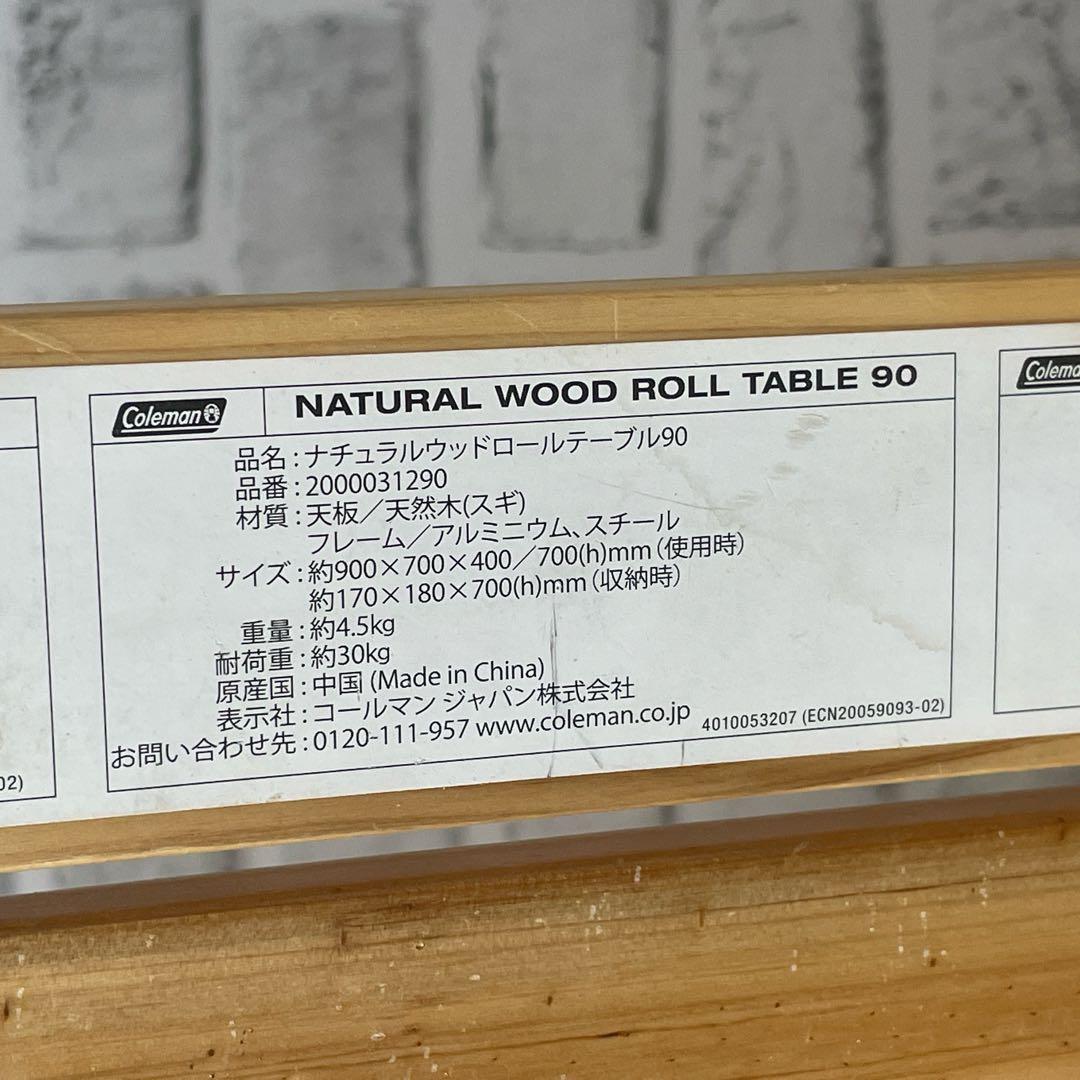 Coleman
NATURAL WOOD ROLL TABLE 90
品名:ナチュラルウッドロールテーブル90
品番:2000031290
材質:天板／天然木(スギ)
フレーム／アルミニウム、スチール
サイズ:約900×700×400／700(h)mm(使用時)
約170×180×700(h)mm(収納時)
重量:約4.5kg
耐荷重:約30kg
原産国:中国(Made in China)
表示社:コールマン ジャパン株式会社
お問い合わせ先:0120-111-957 www.coleman.co.jp
4010053207 (ECN20059093-02)
02)
Colema